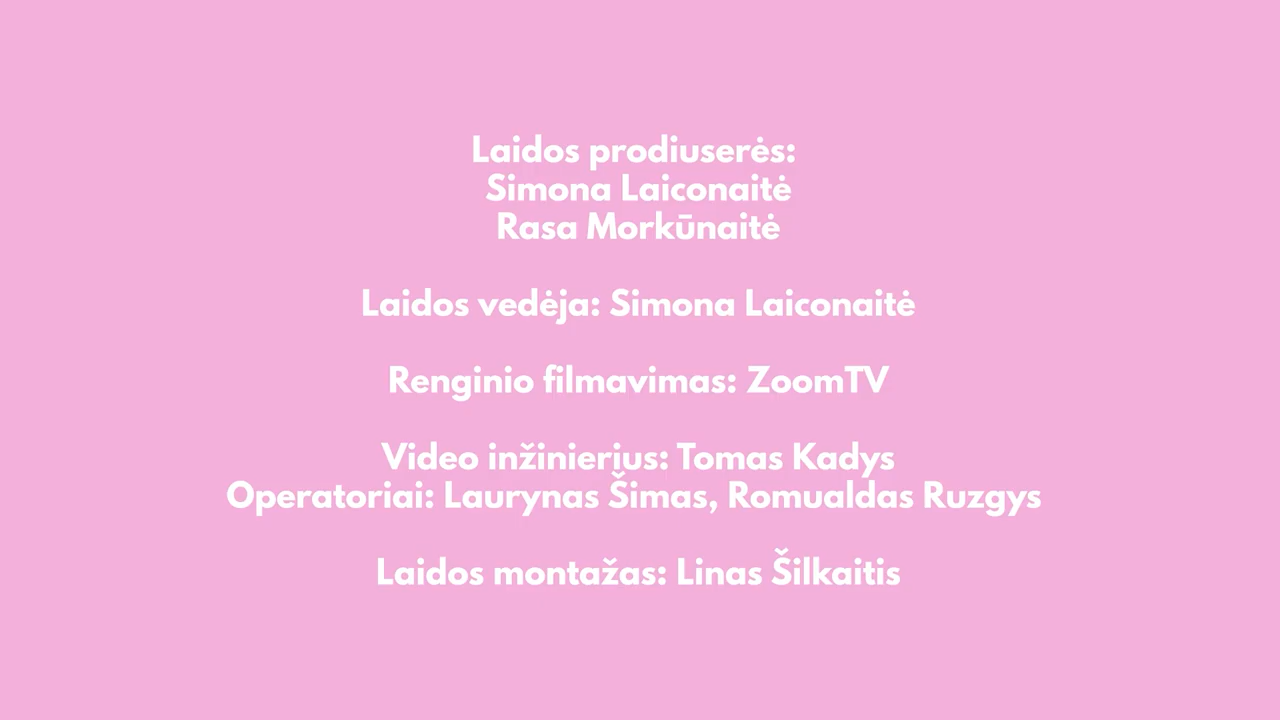 Laidos prodiuserės:
Simona Laiconaitė
Rasa Morkūnaitė
Laidos vedėja: Simona Laiconaitė
Renginio filmavimas: ZoomTV
Video inžinierius: Tomas Kadys
Operatoriai: Laurynas Šimas, Romualdas Ruzgys
Laidos montažas: Linas Šilkaitis